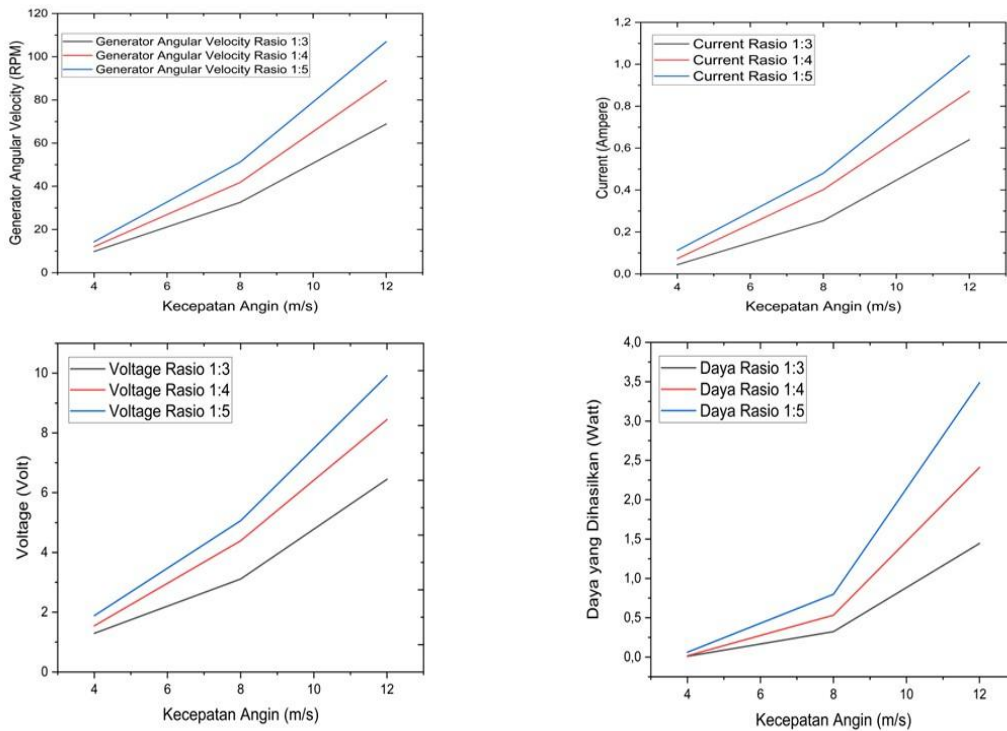 120
100
80
60
40
20
0
Generator Angular Velocity (RPM)
Generator Angular Velocity Rasio 1:3
Generator Angular Velocity Rasio 1:4
Generator Angular Velocity Rasio 1:5
4 6 8 10 12
Kecepatan Angin (m/s)
1,2
1,0
0,8
0,6
0,4
0,2
0,0
Current (Ampere)
Current Rasio 1:3
Current Rasio 1:4
Current Rasio 1:5
4 6 8 10 12
Kecepatan Angin (m/s)
10
8
6
4
2
0
Voltage (Volt)
Voltage Rasio 1:3
Voltage Rasio 1:4
Voltage Rasio 1:5
4 6 8 10 12
Kecepatan Angin (m/s)
4,0
3,5
3,0
2,5
2,0
1,5
1,0
0,5
0,0
Daya yang Dihasilkan (Watt)
Daya Rasio 1:3
Daya Rasio 1:4
Daya Rasio 1:5
4 6 8 10 12
Kecepatan Angin (m/s)